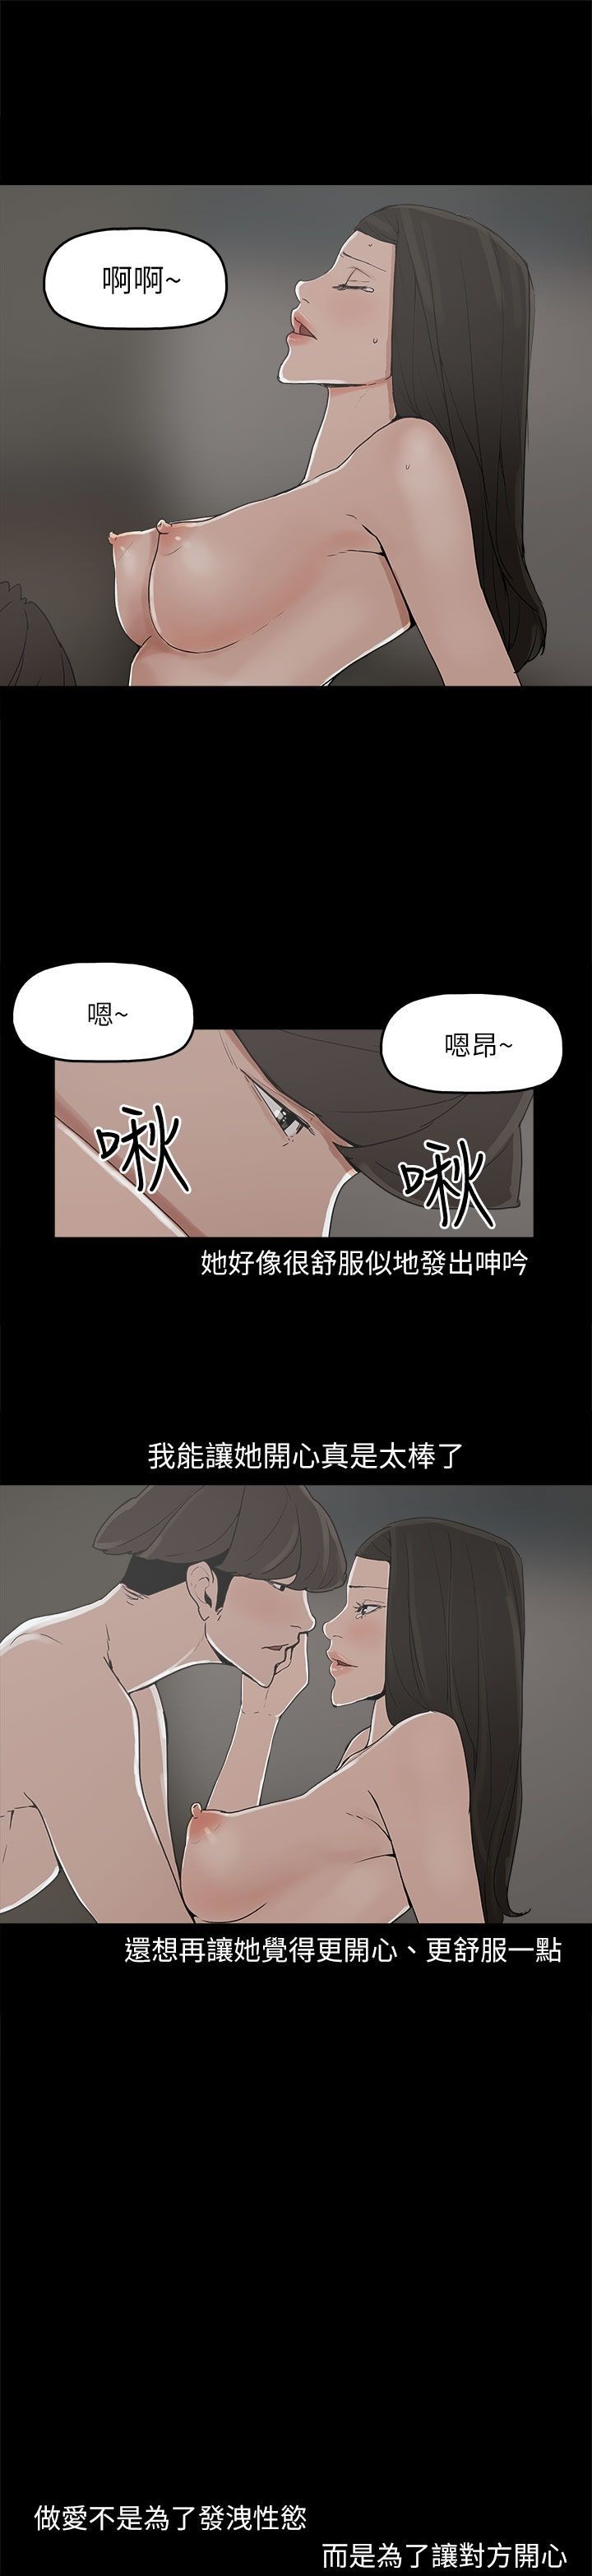 啊啊~
嗯~
嗯昂~
啾
啾
她好像很舒服似地發出呻吟
我能讓她開心真是太棒了
還想再讓她覺得更開心、更舒服一點
做愛不是為了發洩性慾
而是為了讓對方開心